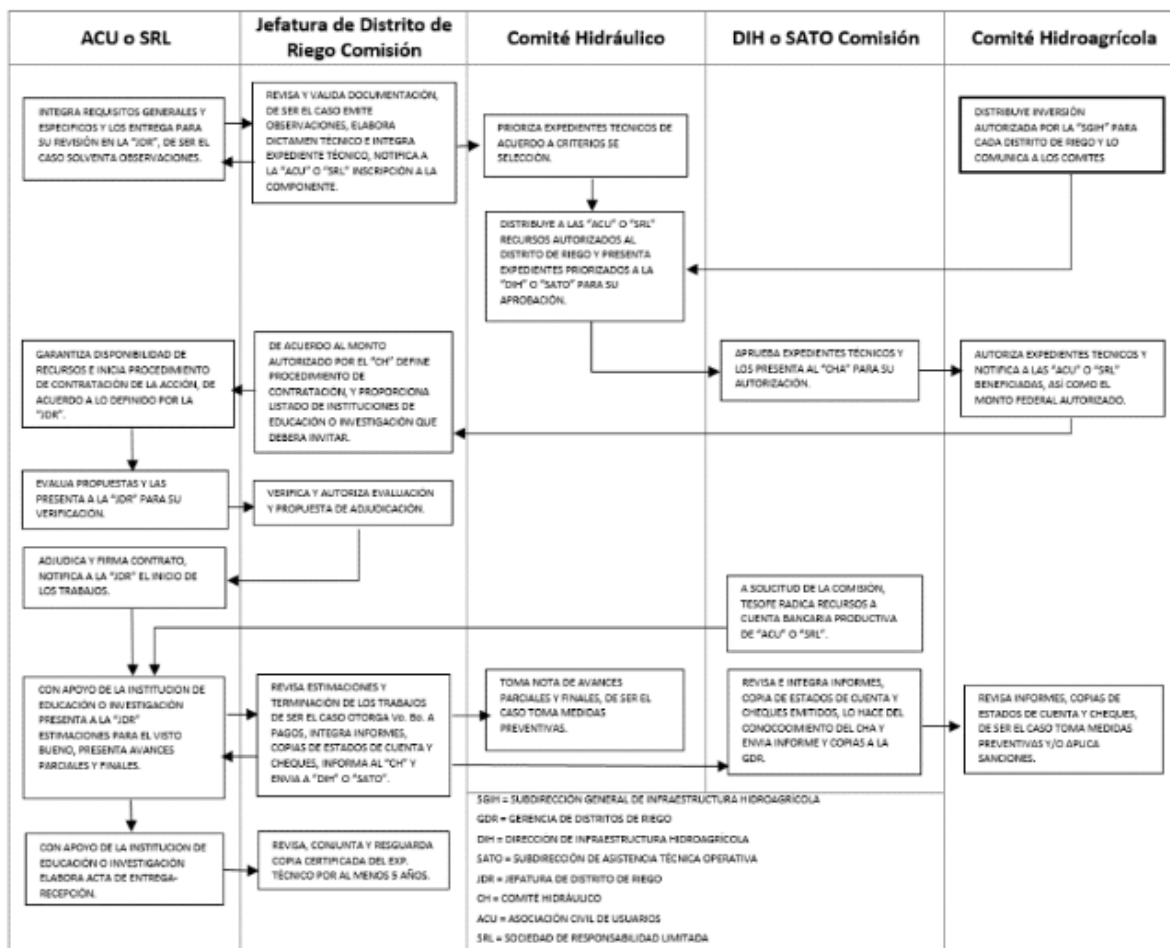 ACU o SRL
Jefatura de Distrito de
Riego Comisión
Comité Hidráulico
DIH o SATO Comisión
Comité Hidroagrícola
INTEGRA REQUISITOS GENERALES Y
ESPECIFICOS Y LOS ENTREGA PARA
SU REVISIÓN EN LA "JDR", DE SER EL
CASO SOLVENTA OBSERVACIONES.
REVISA Y VALIDA DOCUMENTACIÓN,
DE SER EL CASO EMITE
OBSERVACIONES, ELABORA
DICTAMEN TÉCNICO E INTEGRA
EXPEDIENTE TÉCNICO, NOTIFICA A
LA "ACU" O "SRL" INSCRIPCIÓN A LA
COMPONENTE.
PRIORIZA EXPEDIENTES TECNICOS DE
ACUERDO A CRITERIOS SE
SELECCIÓN.
DISTRIBUYE INVERSIÓN
AUTORIZADA POR LA "SGIH" PARA
CADA DISTRITO DE RIEGO Y LO
COMUNICA A LOS COMITES
DISTRIBUYE A LAS "ACU" O "SRL"
RECURSOS AUTORIZADOS AL
DISTRITO DE RIEGO Y PRESENTA
EXPEDIENTES PRIORIZADOS A LA
"DIH" O "SATO" PARA SU
APROBACIÓN.
GARANTIZA DISPONIBILIDAD DE
RECURSOS E INICIA PROCEDIMIENTO
DE CONTRATACIÓN DE LA ACCIÓN, DE
ACUERDO A LO DEFINIDO POR LA
"JDR".
DE ACUERDO AL MONTO
AUTORIZADO POR EL "CH" DEFINE
PROCEDIMIENTO DE
CONTRATACIÓN, Y PROPORCIONA
LISTADO DE INSTITUCIONES DE
EDUCACIÓN O INVESTIGACIÓN QUE
DEBERA INVITAR.
APRUEBA EXPEDIENTES TÉCNICOS Y
LOS PRESENTA AL "CHA" PARA SU
AUTORIZACIÓN.
AUTORIZA EXPEDIENTES TECNICOS Y
NOTIFICA A LAS "ACU" O "SRL"
BENEFICIADAS, ASÍ COMO EL
MONTO FEDERAL AUTORIZADO.
EVALUA PROPUESTAS Y LAS
PRESENTA A LA "JDR" PARA SU
VERIFICACIÓN.
VERIFICA Y AUTORIZA EVALUACIÓN
Y PROPUESTA DE ADJUDICACIÓN.
ADJUDICA Y FIRMA CONTRATO,
NOTIFICA A LA "JDR" EL INICIO DE
LOS TRABAJOS.
A SOLICITUD DE LA COMISIÓN,
TESOFE RADICA RECURSOS A
CUENTA BANCARIA PRODUCTIVA
DE "ACU" O "SRL".
CON APOYO DE LA INSTITUCION DE
EDUCACIÓN O INVESTIGACIÓN
PRESENTA A LA "JDR"
ESTIMACIONES PARA EL VISTO
BUENO, PRESENTA AVANCES
PARCIALES Y FINALES.
REVISA ESTIMACIONES Y
TERMINACIÓN DE LOS TRABAJOS
DE SER EL CASO OTORGA Vo. Bo. A
PAGOS, INTEGRA INFORMES,
COPIAS DE ESTADOS DE CUENTA Y
CHEQUES, INFORMA AL "CH" Y
ENVIA A "DIH" O "SATO".
TOMA NOTA DE AVANCES
PARCIALES Y FINALES, DE SER EL
CASO TOMA MEDIDAS
PREVENTIVAS.
REVISA E INTEGRA INFORMES,
COPIA DE ESTADOS DE CUENTA Y
CHEQUES EMITIDOS, LO HACE DEL
CONOCOCIMIENTO DEL CHA Y
ENVIA INFORME Y COPIAS A LA
GDR.
REVISA INFORMES, COPIAS DE
ESTADOS DE CUENTA Y CHEQUES,
DE SER EL CASO TOMA MEDIDAS
PREVENTIVAS Y/O APLICA
SANCIONES.
CON APOYO DE LA INSTITUCION DE
EDUCACIÓN O INVESTIGACIÓN
ELABORA ACTA DE ENTREGA-
RECEPCIÓN.
REVISA, CONJUNTA Y RESGUARDA
COPIA CERTIFICADA DEL EXP.
TÉCNICO POR AL MENOS 5 AÑOS.
SGIH = SUBDIRECCIÓN GENERAL DE INFRAESTRUCTURA HIDROAGRÍCOLA
GDR = GERENCIA DE DISTRITOS DE RIEGO
DIH = DIRECCIÓN DE INFRAESTRUCTURA HIDROAGRÍCOLA
SATO = SUBDIRECCIÓN DE ASISTENCIA TÉCNICA OPERATIVA
JDR = JEFATURA DE DISTRITO DE RIEGO
CH = COMITÉ HIDRÁULICO
ACU = ASOCIACIÓN CIVIL DE USUARIOS
SRL = SOCIEDAD DE RESPONSABILIDAD LIMITADA